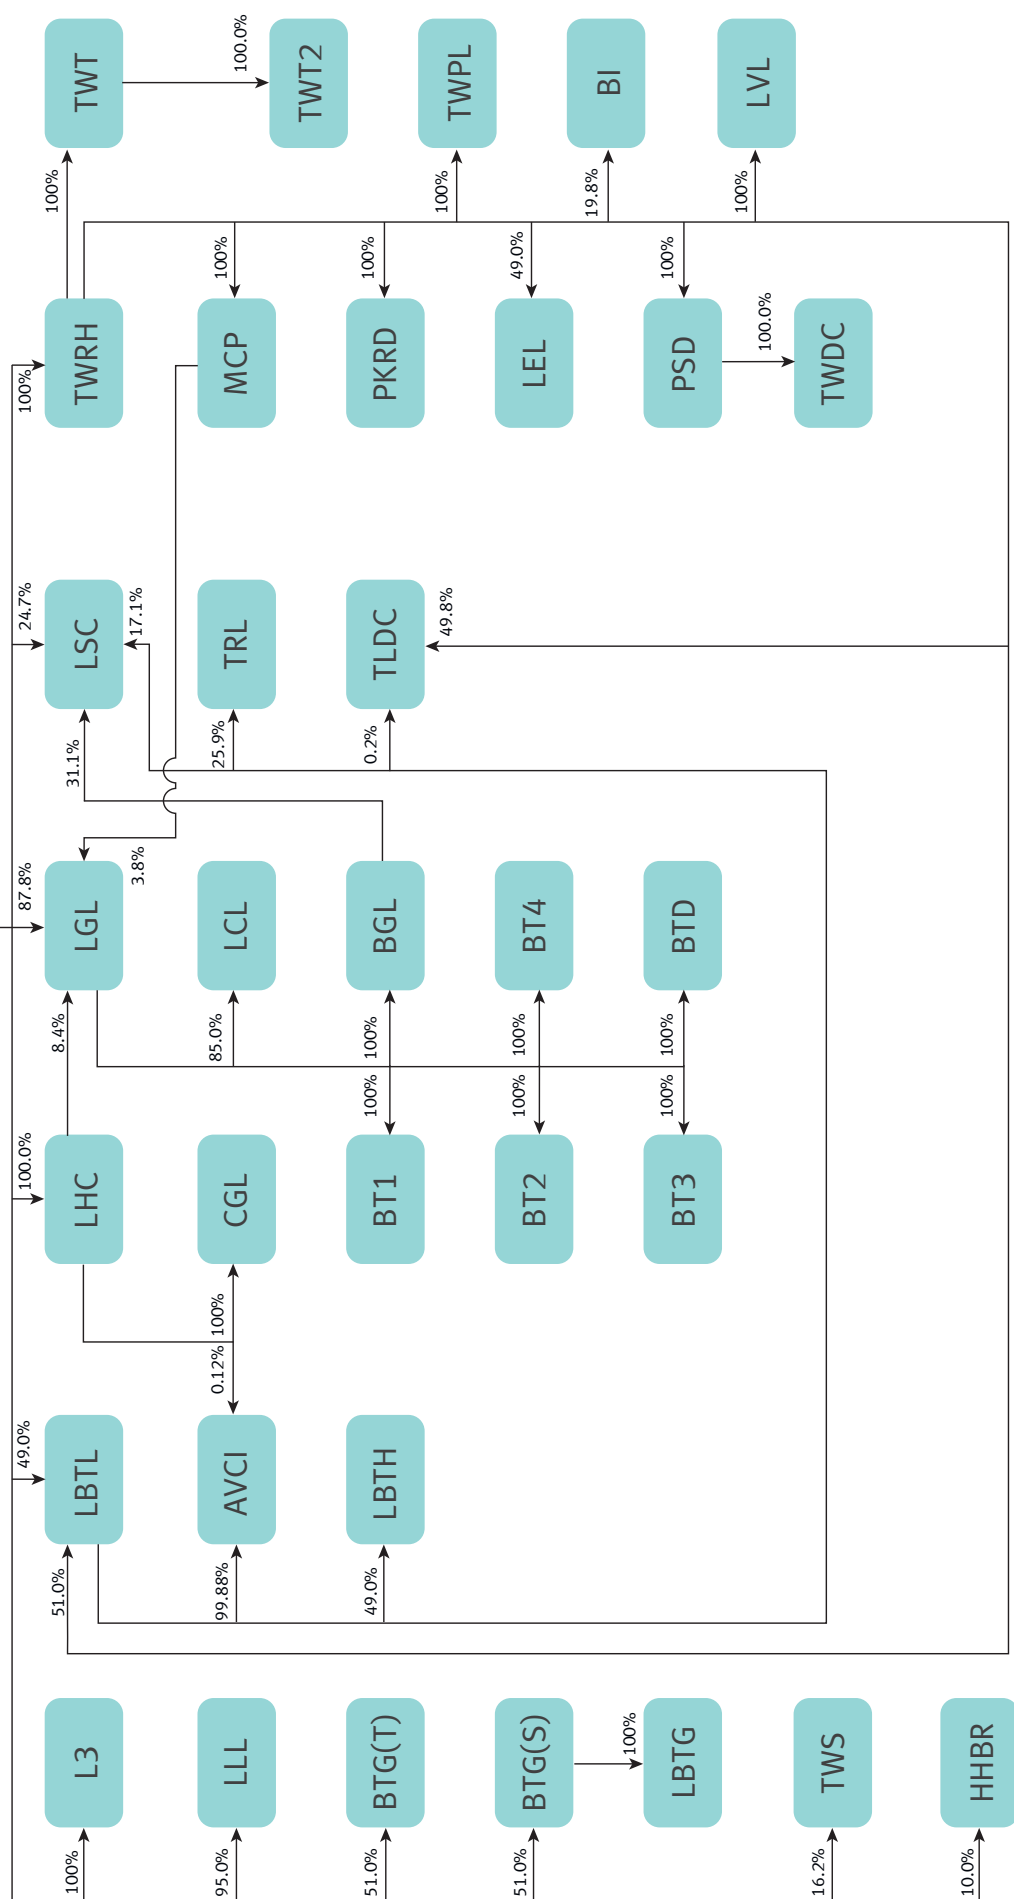 100%
L3
95.0%
LLL
51.0%
BTG(T)
51.0%
BTG(S)
100%
LBTG
16.2%
TWS
10.0%
HHBR
49.0%
51.0%
LBTL
99.88%
AVCI
49.0%
LBTH
100.0%
LHC
0.12%
100%
CGL
100%
BT1
100%
BT2
100%
BT3
87.8%
8.4%
LGL
3.8%
85.0%
LCL
100%
BGL
100%
BT4
100%
BTD
24.7%
31.1%
LSC
17.1%
25.9%
TRL
0.2%
TLDC
49.8%
100%
TWRH
100%
MCP
100%
PKRD
49.0%
LEL
100%
PSD
100.0%
TWDC
100%
TWT
100.0%
TWT2
100%
TWPL
19.8%
BI
100%
LVL